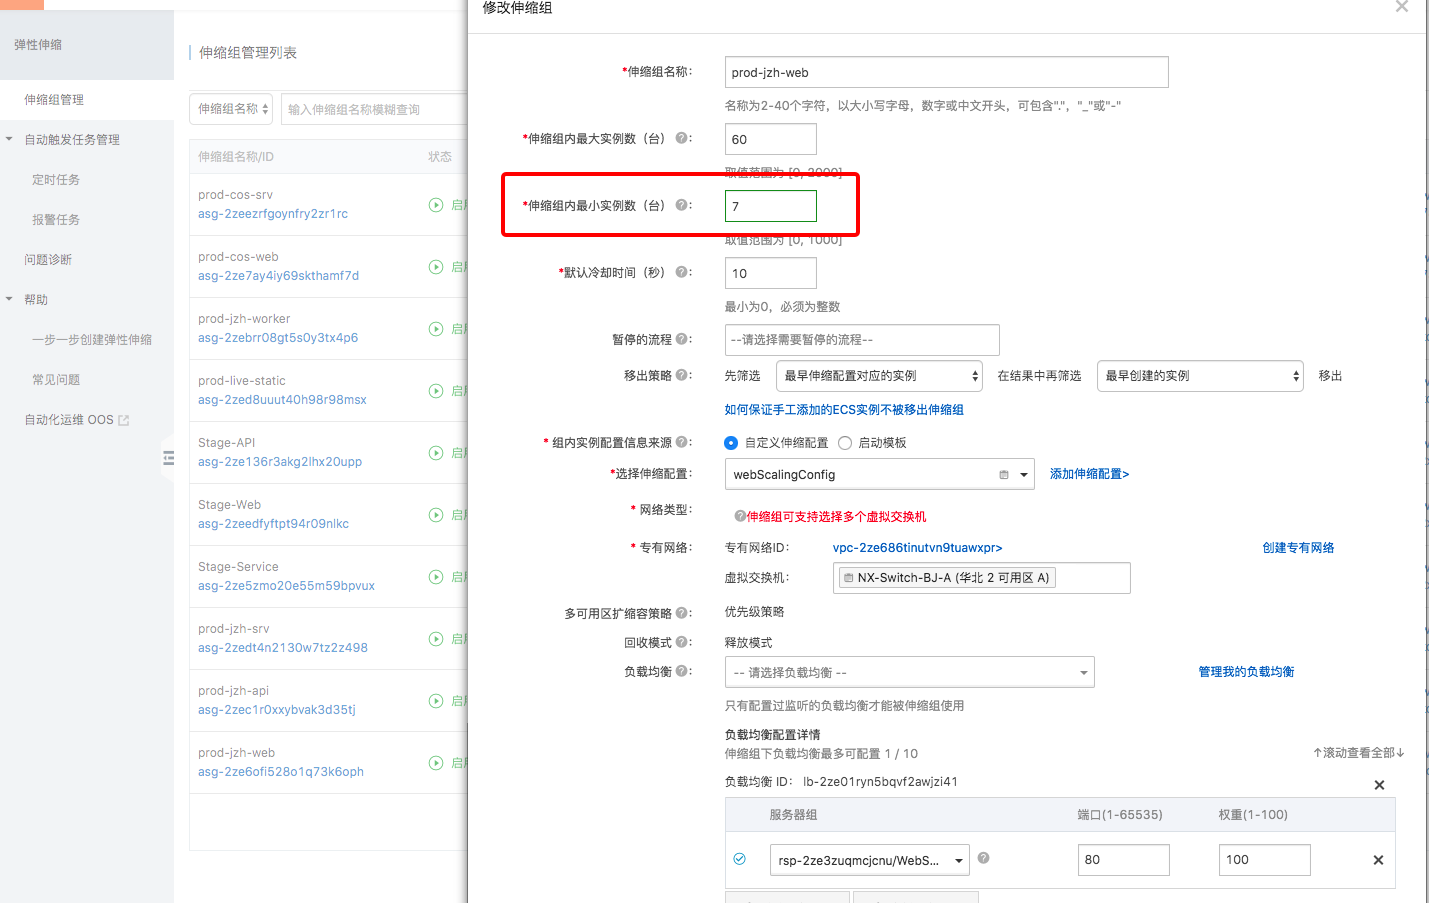 弹性伸缩
伸缩组管理
自动触发任务管理
定时任务
报警任务
问题诊断
帮助
一步一步创建弹性伸缩
常见问题
自动化运维 OOS
伸缩组管理列表
伸缩组名称
输入伸缩组名称模糊查询
伸缩组名称/ID 状态
prod-cos-srv
asg-2zeezrfgoynfry2zr1rc
prod-cos-web
asg-2ze7ay4iy69skthamf7d
prod-jzh-worker
asg-2zebrr08gt5s0y3tx4p6
prod-live-static
asg-2zed8uuut40h98r98msx
Stage-API
asg-2ze136r3akg2lhx20upp
Stage-Web
asg-2zeedfyftpt94r09nlkc
Stage-Service
asg-2ze5zmo20e55m59bpvux
prod-jzh-srv
asg-2zedt4n2130w7tz2z498
prod-jzh-api
asg-2zec1r0xxybvak3d35tj
prod-jzh-web
asg-2ze6ofi528o1q73k6oph
修改伸缩组
*伸缩组名称： prod-jzh-web
名称为2-40个字符，以大小写字母，数字或中文开头，可包含"."，"_"或"-"
*伸缩组内最大实例数（台） ： 60
取值范围为 [0, 2000]
*伸缩组内最小实例数（台） ： 7
取值范围为 [0, 1000]
*默认冷却时间（秒） ： 10
最小为0，必须为整数
暂停的流程 ： --请选择需要暂停的流程--
移出策略 ： 先筛选 最早伸缩配置对应的实例 在结果中再筛选 最早创建的实例 移出
如何保证手工添加的ECS实例不被移出伸缩组
* 组内实例配置信息来源 ： 自定义伸缩配置 启动模板
*选择伸缩配置： webScalingConfig 添加伸缩配置>
* 网络类型： 伸缩组可支持选择多个虚拟交换机
* 专有网络： 专有网络ID： vpc-2ze686tinutvn9tuawxpr> 创建专有网络
虚拟交换机： NX-Switch-BJ-A (华北 2 可用区 A)
多可用区扩缩容策略 ： 优先级策略
回收模式 ： 释放模式
负载均衡 ： -- 请选择负载均衡 -- 管理我的负载均衡
只有配置过监听的负载均衡才能被伸缩组使用
负载均衡配置详情
伸缩组下负载均衡最多可配置 1 / 10 ↑滚动查看全部↓
负载均衡 ID： lb-2ze01ryn5bqvf2awjzi41
服务器组 端口(1-65535) 权重(1-100)
rsp-2ze3zuqmcjcnu/WebS... 80 100